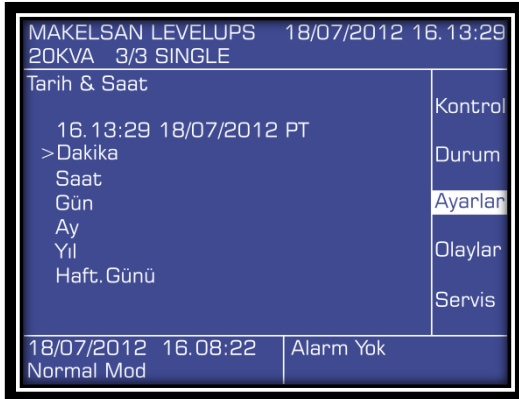 MAKELSAN LEVELUPS 18/07/2012 16.13:29
20KVA 3/3 SINGLE
Tarih & Saat
16.13:29 18/07/2012 PT
>Dakika
Saat
Gün
Ay
Yıl
Haft.Günü
Kontrol
Durum
Ayarlar
Olaylar
Servis
18/07/2012 16.08:22
Normal Mod
Alarm Yok